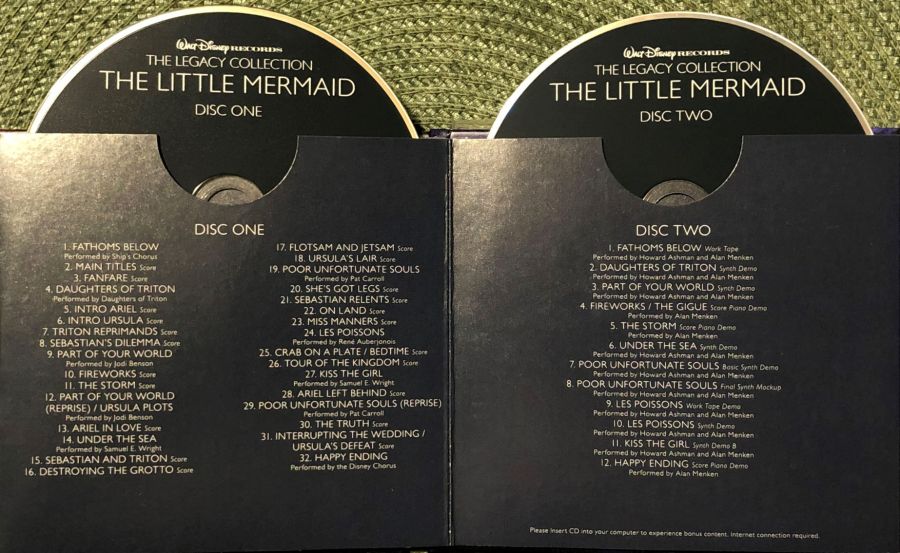 Walt Disney RECORDS
THE LEGACY COLLECTION
THE LITTLE MERMAID
DISC ONE
DISC ONE
1. FATHOMS BELOW
Performed by Ship's Chorus
2. MAIN TITLES Score
3. FANFARE Score
4. DAUGHTERS OF TRITON
Performed by Daughters of Triton
5. INTRO ARIEL Score
6. INTRO URSULA Score
7. TRITON REPRIMANDS Score
8. SEBASTIAN'S DILEMMA Score
9. PART OF YOUR WORLD
Performed by Jodi Benson
10. FIREWORKS Score
11. THE STORM Score
12. PART OF YOUR WORLD
(REPRISE) / URSULA PLOTS
Performed by Jodi Benson
13. ARIEL IN LOVE Score
14. UNDER THE SEA
Performed by Samuel E. Wright
15. SEBASTIAN AND TRITON Score
16. DESTROYING THE GROTTO Score
17. FLOTSAM AND JETSAM Score
18. URSULA'S LAIR Score
19. POOR UNFORTUNATE SOULS
Performed by Pat Carroll
20. SHE'S GOT LEGS Score
21. SEBASTIAN RELENTS Score
22. ON LAND Score
23. MISS MANNERS Score
24. LES POISSONS
Performed by René Auberjonois
25. CRAB ON A PLATE / BEDTIME Score
26. TOUR OF THE KINGDOM Score
27. KISS THE GIRL
Performed by Samuel E. Wright
28. ARIEL LEFT BEHIND Score
29. POOR UNFORTUNATE SOULS (REPRISE)
Performed by Pat Carroll
30. THE TRUTH Score
31. INTERRUPTING THE WEDDING /
URSULA'S DEFEAT Score
32. HAPPY ENDING
Performed by the Disney Chorus
Walt Disney RECORDS
THE LEGACY COLLECTION
THE LITTLE MERMAID
DISC TWO
DISC TWO
1. FATHOMS BELOW Work Tape
Performed by Howard Ashman and Alan Menken
2. DAUGHTERS OF TRITON Synth Demo
Performed by Howard Ashman and Alan Menken
3. PART OF YOUR WORLD Synth Demo
Performed by Howard Ashman and Alan Menken
4. FIREWORKS / THE GIGUE Score Piano Demo
Performed by Alan Menken
5. THE STORM Score Piano Demo
Performed by Alan Menken
6. UNDER THE SEA Synth Demo
Performed by Howard Ashman and Alan Menken
7. POOR UNFORTUNATE SOULS Basic Synth Demo
Performed by Howard Ashman and Alan Menken
8. POOR UNFORTUNATE SOULS Final Synth Mockup
Performed by Howard Ashman and Alan Menken
9. LES POISSONS Work Tape Demo
Performed by Howard Ashman and Alan Menken
10. LES POISSONS Synth Demo
Performed by Howard Ashman and Alan Menken
11. KISS THE GIRL Synth Demo B
Performed by Howard Ashman and Alan Menken
12. HAPPY ENDING Score Piano Demo
Performed by Alan Menken
Please Insert CD into your computer to experience bonus content. Internet connection required.